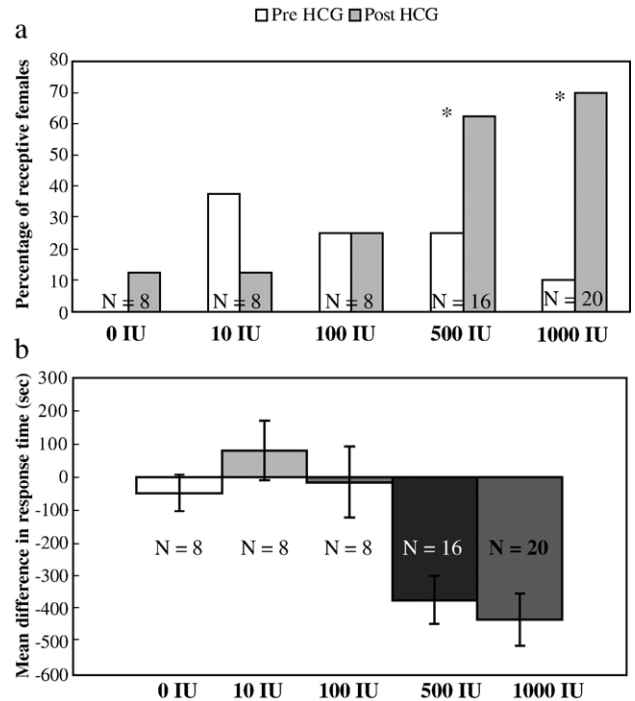 Pre HCG Post HCG
a
Percentage of receptive females
80
70
60
50
40
30
20
10
0
* *
N = 8 N = 8 N = 8 N = 16 N = 20
0 IU 10 IU 100 IU 500 IU 1000 IU
b
Mean difference in response time (sec)
300
200
100
0
-100
-200
-300
-400
-500
-600
N = 8 N = 8 N = 8 N = 16 N = 20
0 IU 10 IU 100 IU 500 IU 1000 IU